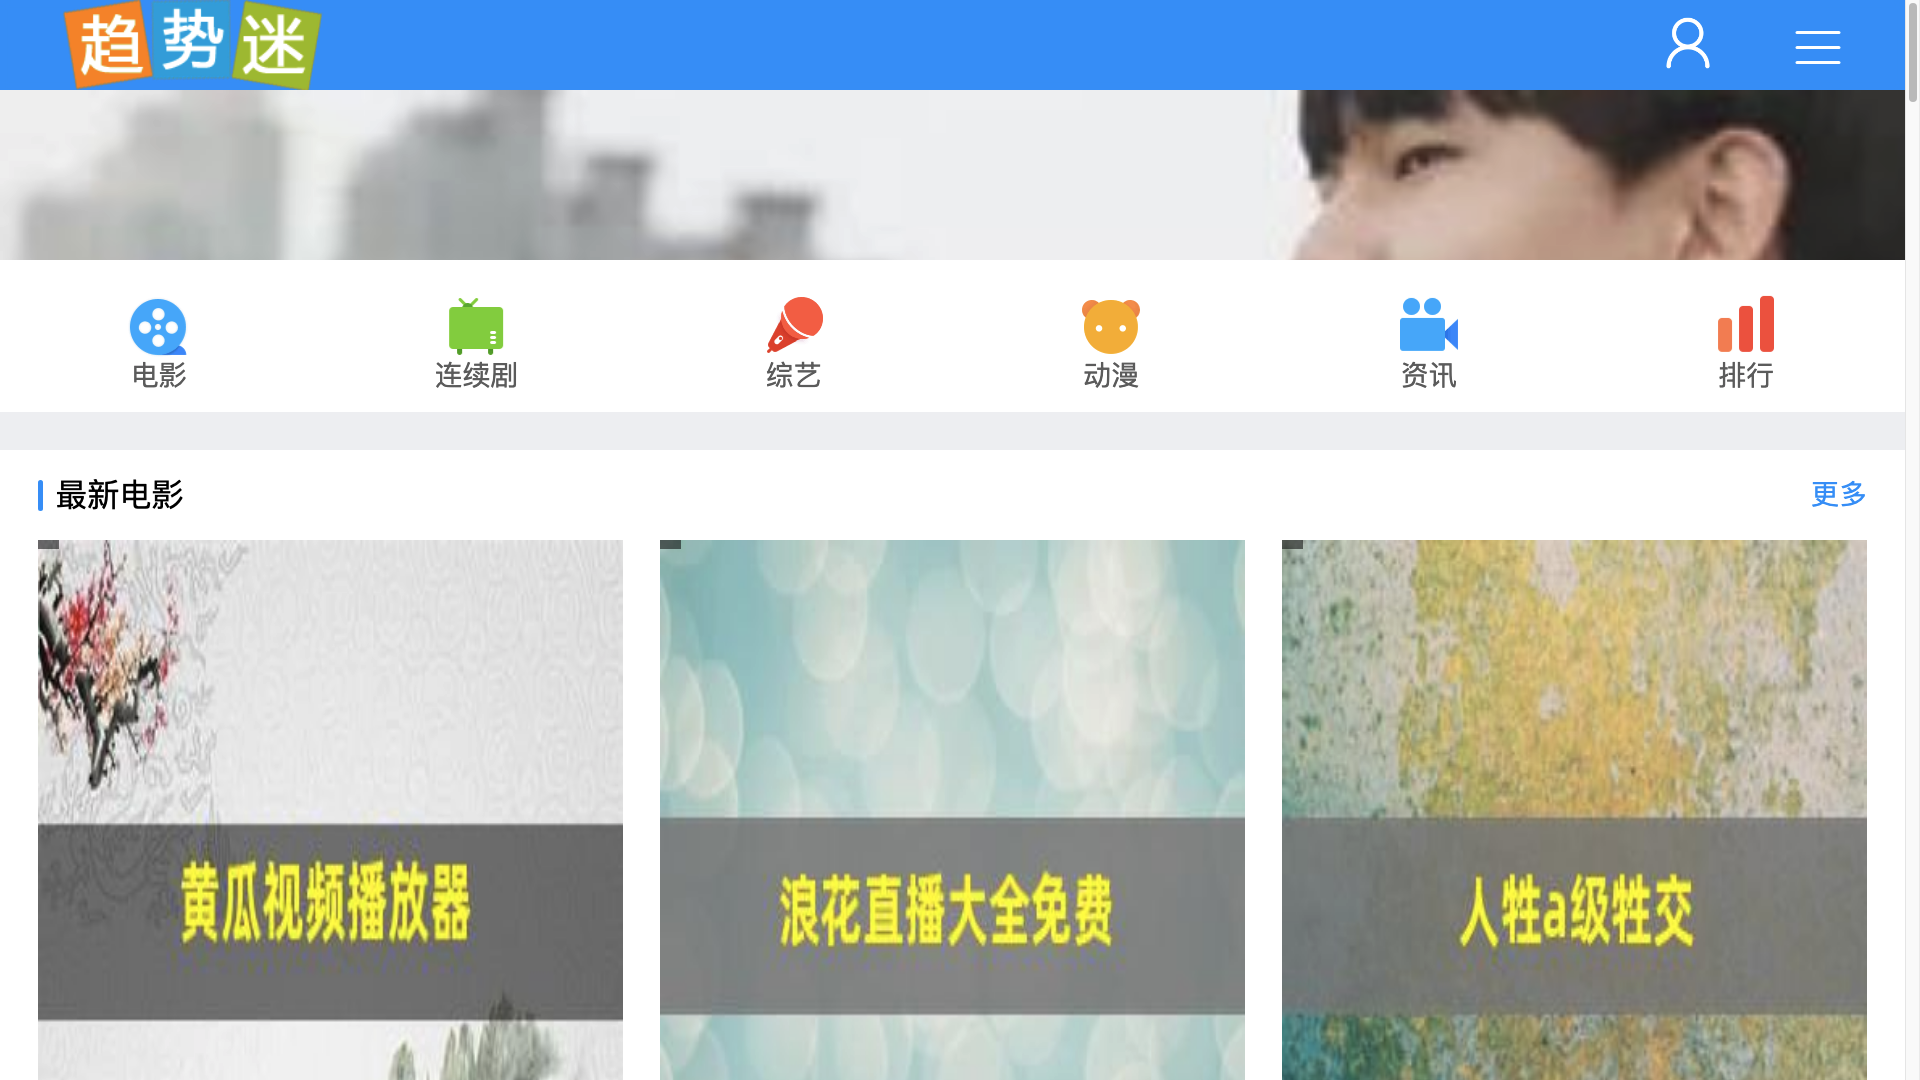 趋势迷
电影
连续剧
综艺
动漫
资讯
排行
最新电影
更多
黄瓜视频播放器
浪花直播大全免费
人牲a级牲交